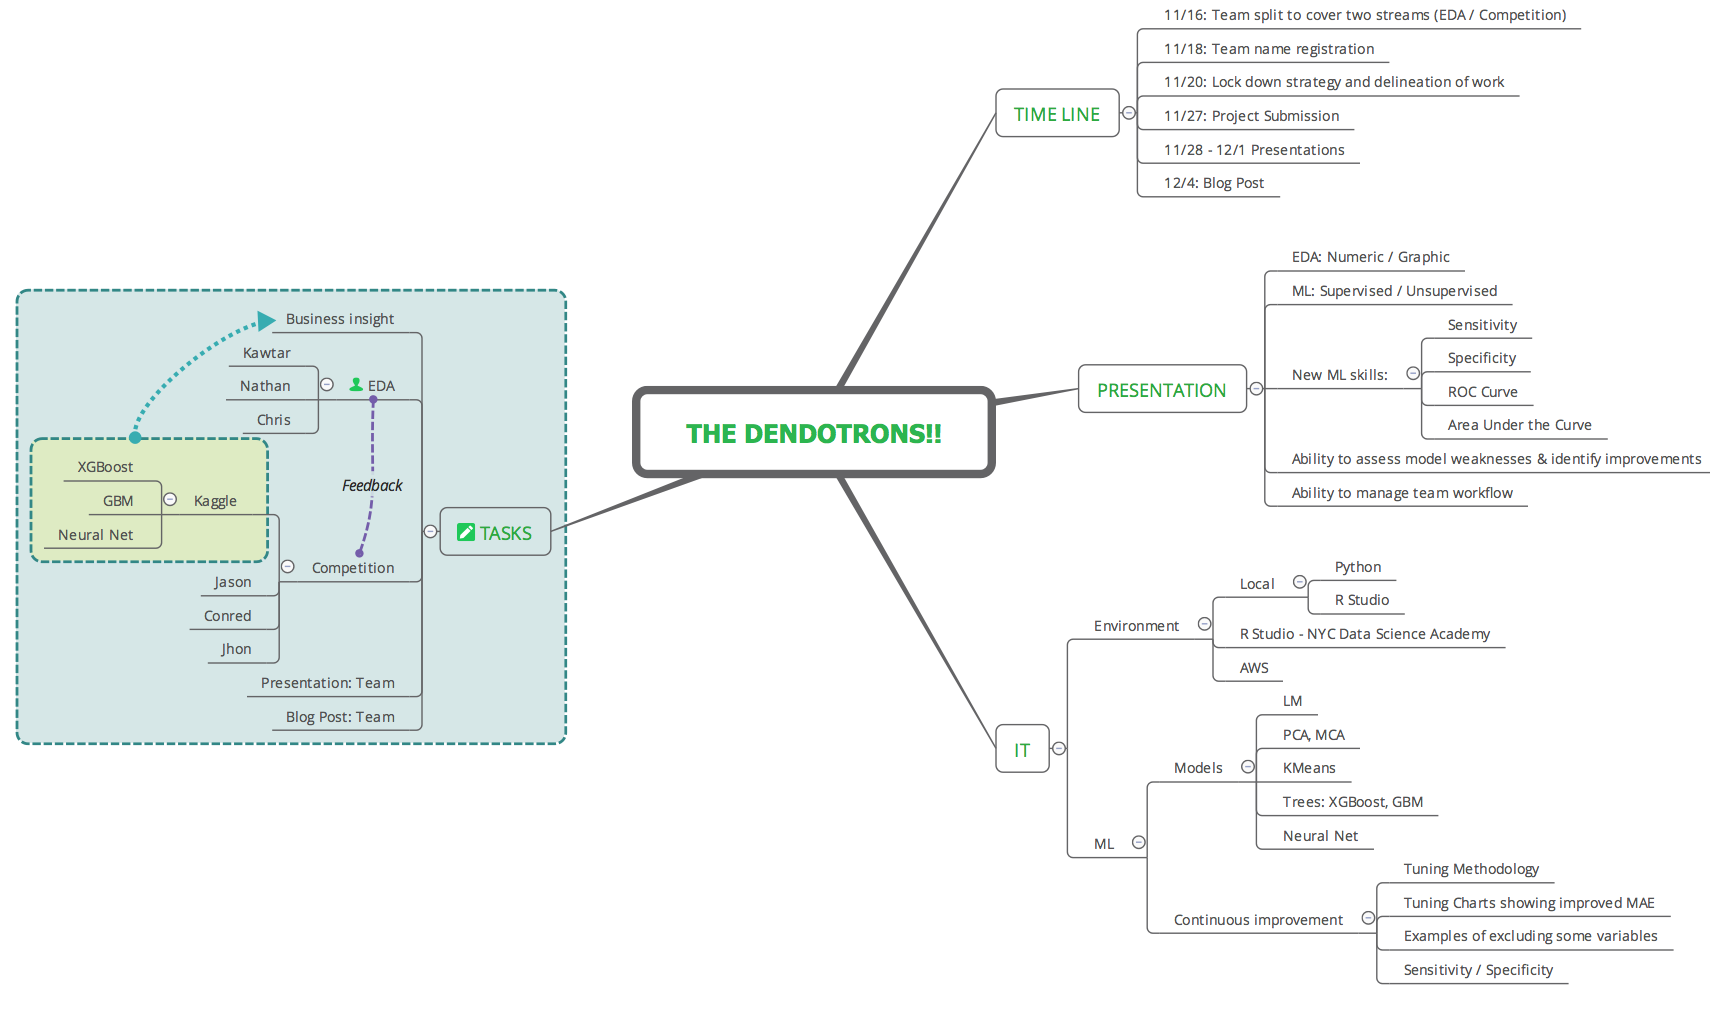 THE DENDOTRONS!!
TIME LINE
11/16: Team split to cover two streams (EDA / Competition)
11/18: Team name registration
11/20: Lock down strategy and delineation of work
11/27: Project Submission
11/28 - 12/1 Presentations
12/4: Blog Post
PRESENTATION
EDA: Numeric / Graphic
ML: Supervised / Unsupervised
New ML skills:
Sensitivity
Specificity
ROC Curve
Area Under the Curve
Ability to assess model weaknesses & identify improvements
Ability to manage team workflow
IT
Environment
Local
Python
R Studio
R Studio - NYC Data Science Academy
AWS
ML
Models
LM
PCA, MCA
KMeans
Trees: XGBoost, GBM
Neural Net
Continuous improvement
Tuning Methodology
Tuning Charts showing improved MAE
Examples of excluding some variables
Sensitivity / Specificity
TASKS
Business insight
EDA
Kawtar
Nathan
Chris
Feedback
Competition
Kaggle
XGBoost
GBM
Neural Net
Jason
Conred
Jhon
Presentation: Team
Blog Post: Team